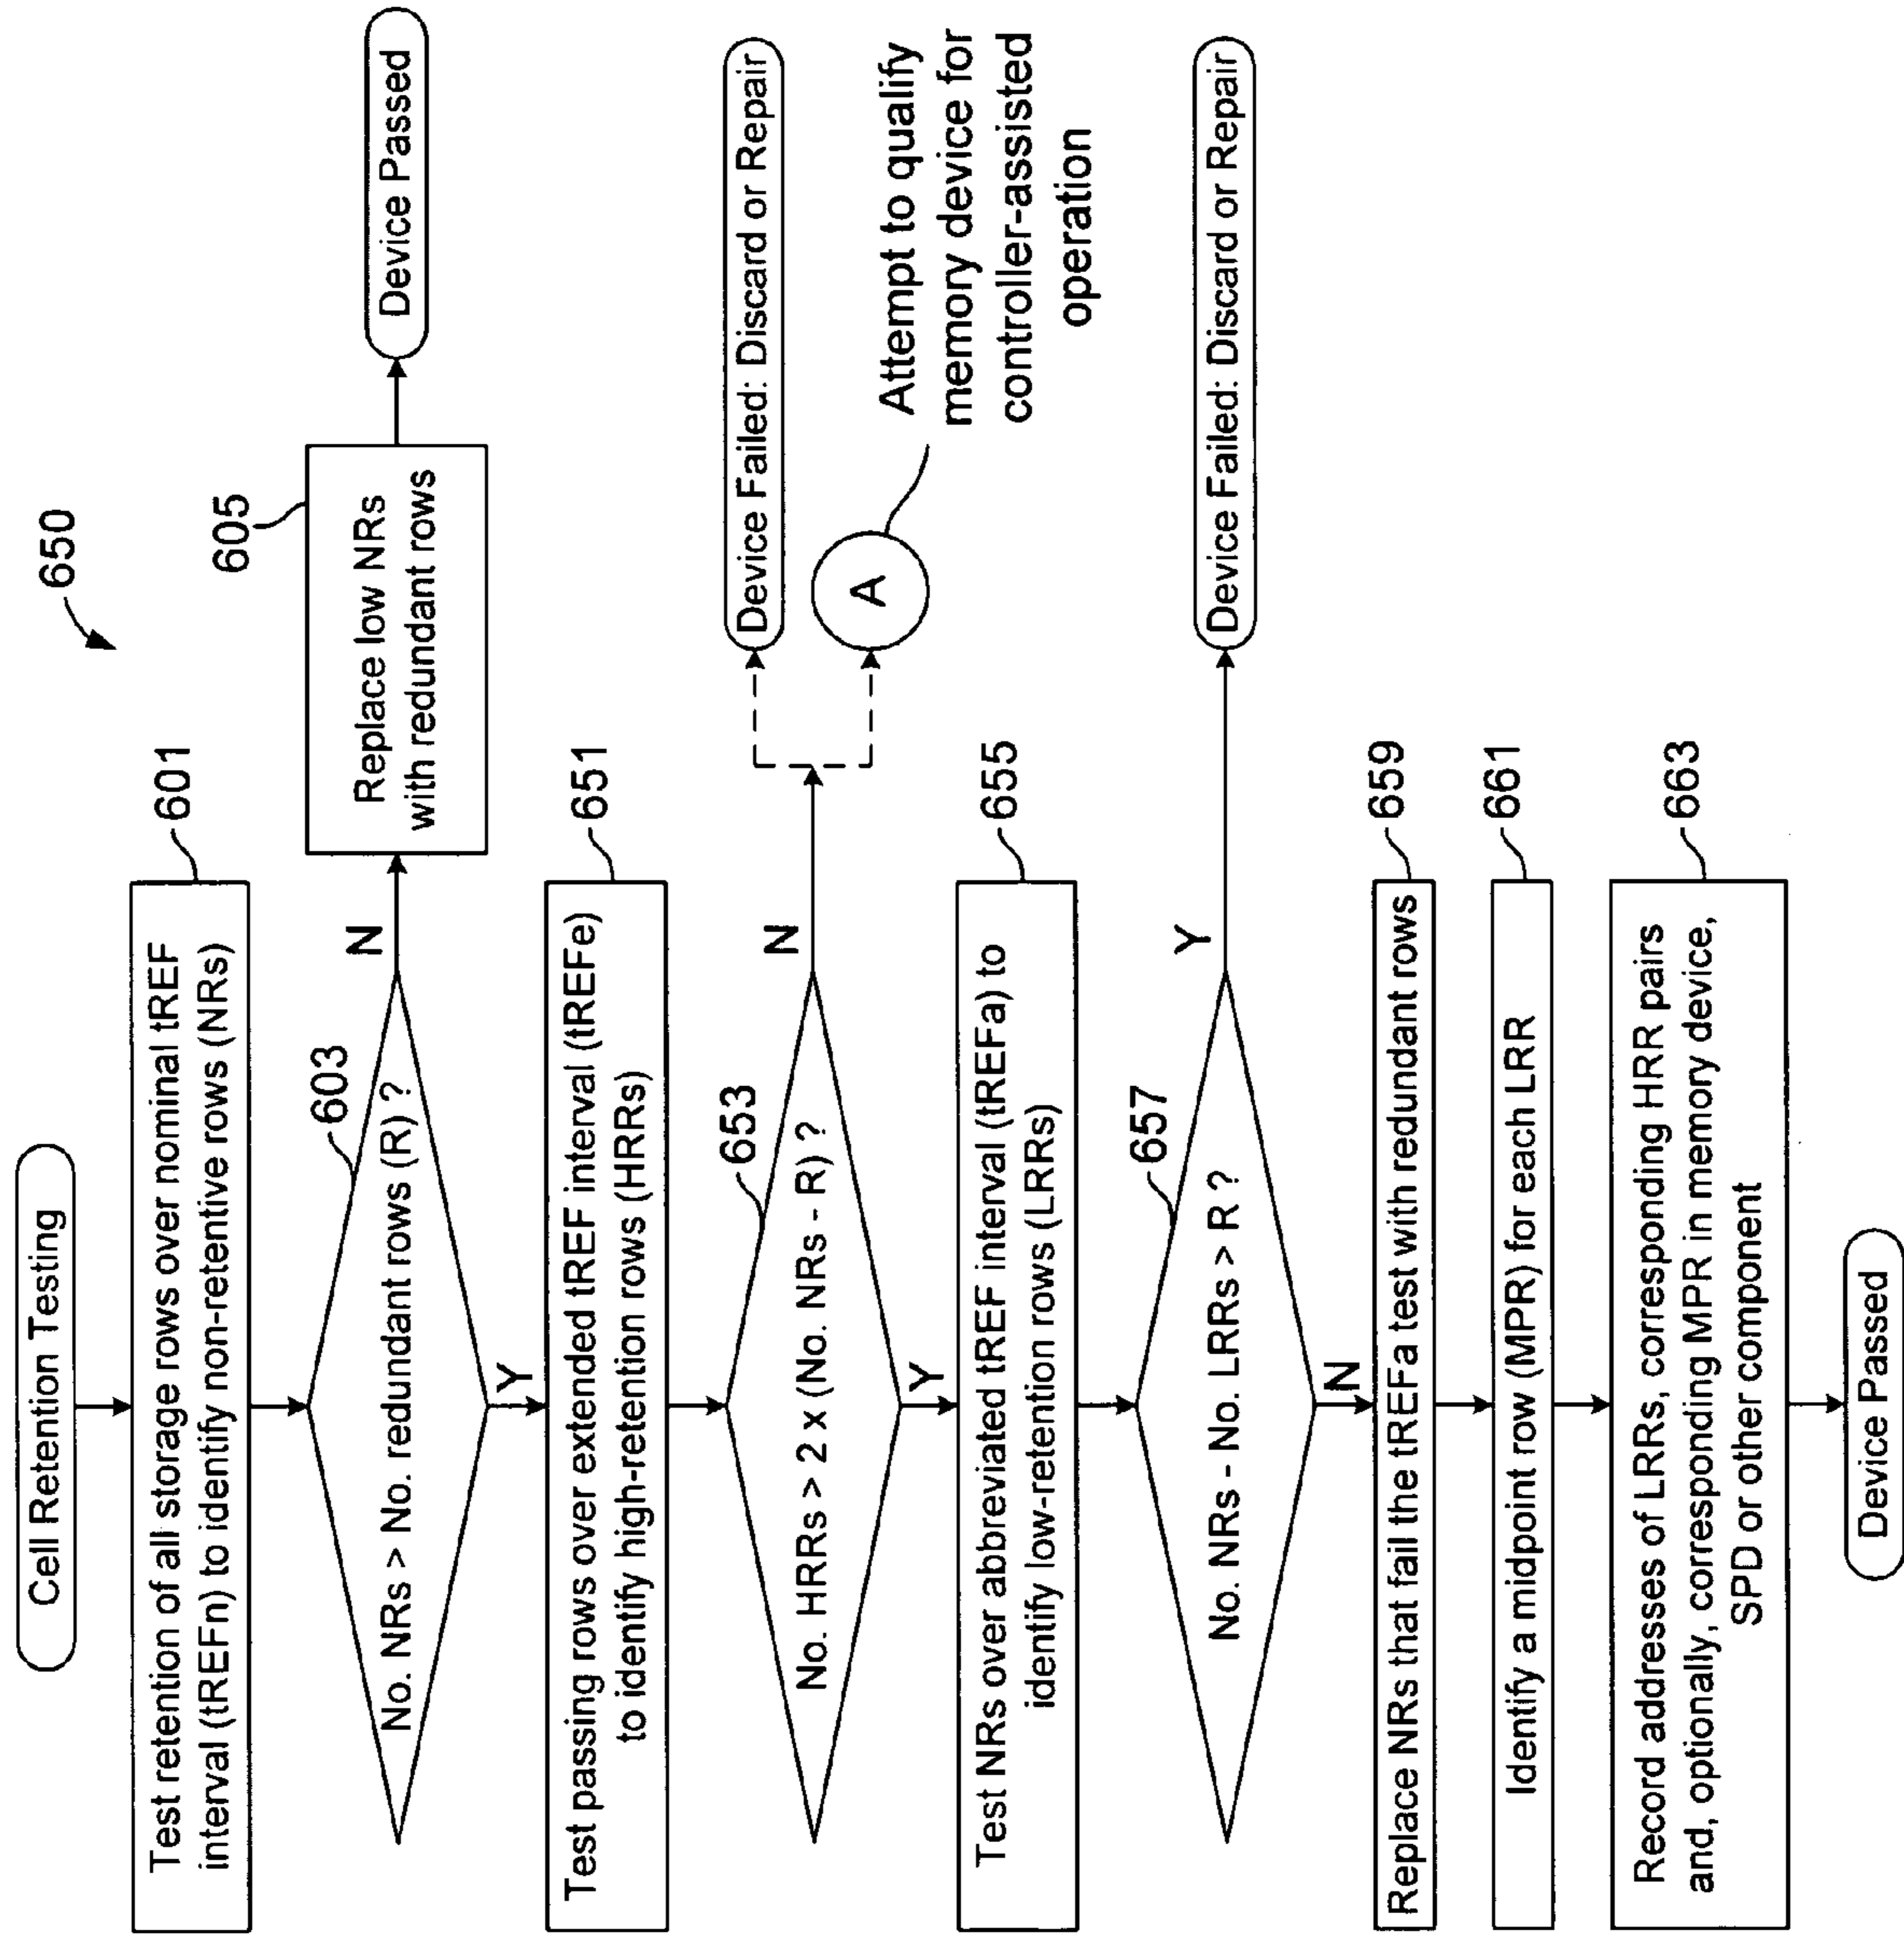 650
Cell Retention Testing
601
Test retention of all storage rows over nominal tREF
interval (tREFn) to identify non-retentive rows (NRs)
603
No. NRs > No. redundant rows (R) ?
N
605
Replace low NRs
with redundant rows
Device Passed
Y
651
Test passing rows over extended tREF interval (tREFe)
to identify high-retention rows (HRRs)
653
No. HRRs > 2 x (No. NRs - R) ?
N
Device Failed: Discard or Repair
A
Attempt to qualify
memory device for
controller-assisted
operation
Y
655
Test NRs over abbreviated tREF interval (tREFa) to
identify low-retention rows (LRRs)
657
No. NRs - No. LRRs > R ?
Y
Device Failed: Discard or Repair
N
659
Replace NRs that fail the tREFa test with redundant rows
661
Identify a midpoint row (MPR) for each LRR
663
Record addresses of LRRs, corresponding HRR pairs
and, optionally, corresponding MPR in memory device,
SPD or other component
Device Passed